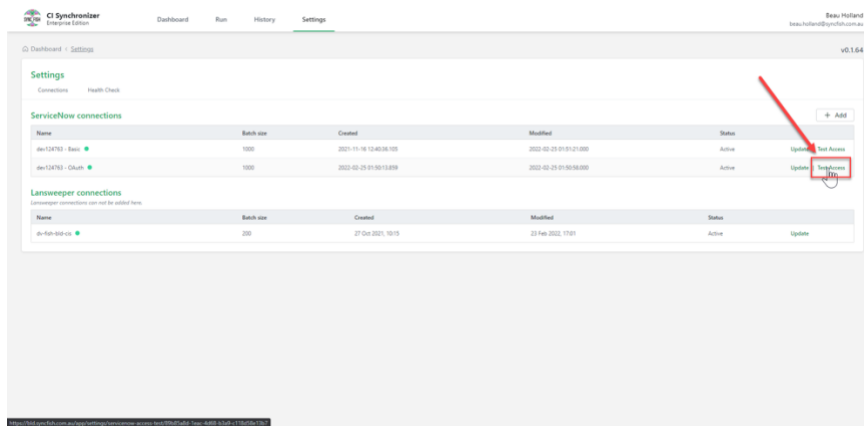 SYNCFISH
CI Synchronizer
Enterprise Edition
Dashboard Run History Settings
Beau Holland
beau.holland@syncfish.com.au
Dashboard / Settings
v0.1.64
Settings
Connections Health Check
ServiceNow connections
+ Add
Name Batch size Created Modified Status
dev124783 - Basic 1000 2021-11-16 12:40:36.105 2022-02-25 01:51:21.000 Active Update Test Access
dev124783 - OAuth 1000 2022-02-25 01:50:13.859 2022-02-25 01:50:58.000 Active Update Test Access
Lansweeper connections
Lansweeper connections can not be added here.
Name Batch size Created Modified Status
dv-fish-bld-cis 200 27 Oct 2021, 10:15 23 Feb 2022, 17:01 Active Update